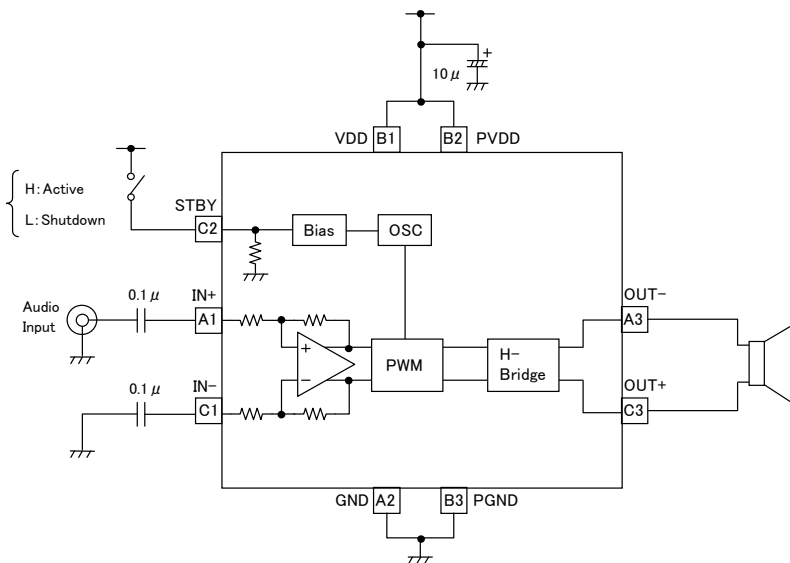 +
10μ
VDD B1 B2 PVDD
H:Active
L:Shutdown
STBY
C2
Bias
OSC
Audio
Input
0.1μ
IN+
A1
+
−
PWM
H-
Bridge
OUT-
A3
0.1μ
IN-
C1
OUT+
C3
GND A2 B3 PGND